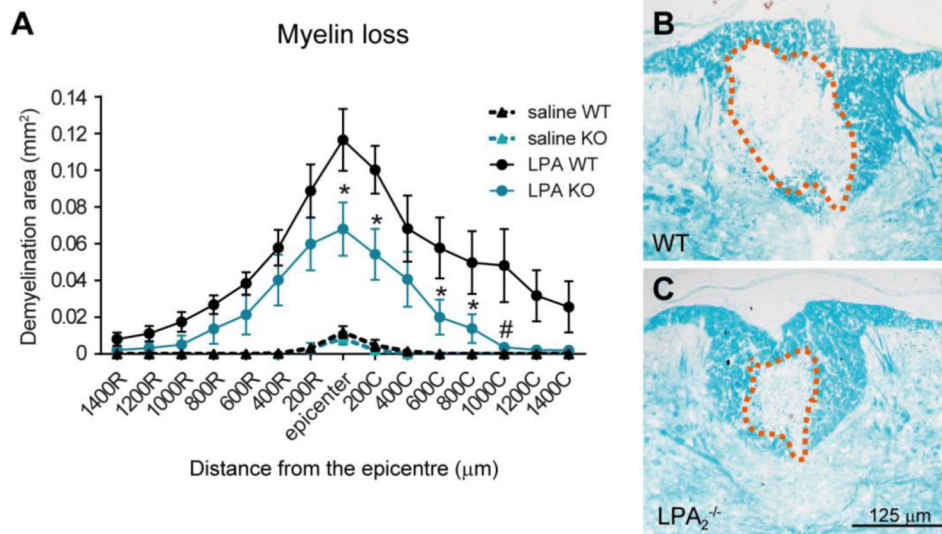 A
Myelin loss
Demyelination area (mm²)
0.14
0.12
0.10
0.08
0.06
0.04
0.02
0
saline WT
saline KO
LPA WT
LPA KO
*
*
*
*
#
1400R
1200R
1000R
800R
600R
400R
200R
epicenter
200C
400C
600C
800C
1000C
1200C
1400C
Distance from the epicentre (μm)
B
WT
C
LPA₂⁻/⁻
125 μm